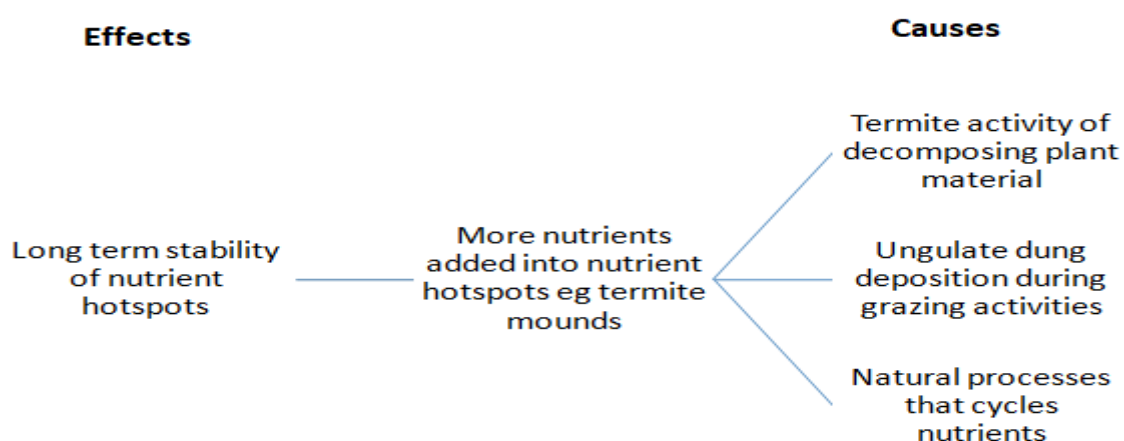 Effects
Causes
Long term stability
of nutrient
hotspots
More nutrients
added into nutrient
hotspots eg termite
mounds
Termite activity of
decomposing plant
material
Ungulate dung
deposition during
grazing activities
Natural processes
that cycles
nutrients